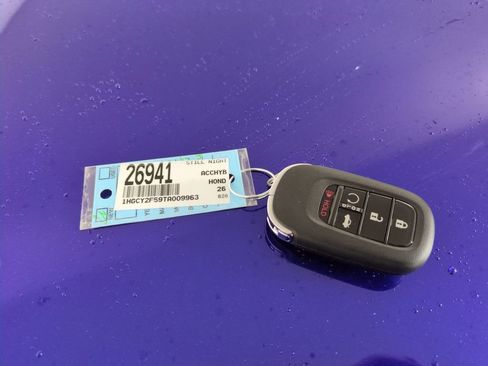 STILL NIGHT
26941
ACCHYB
HOND
26
1HGCY2F59TA009963
HOLD